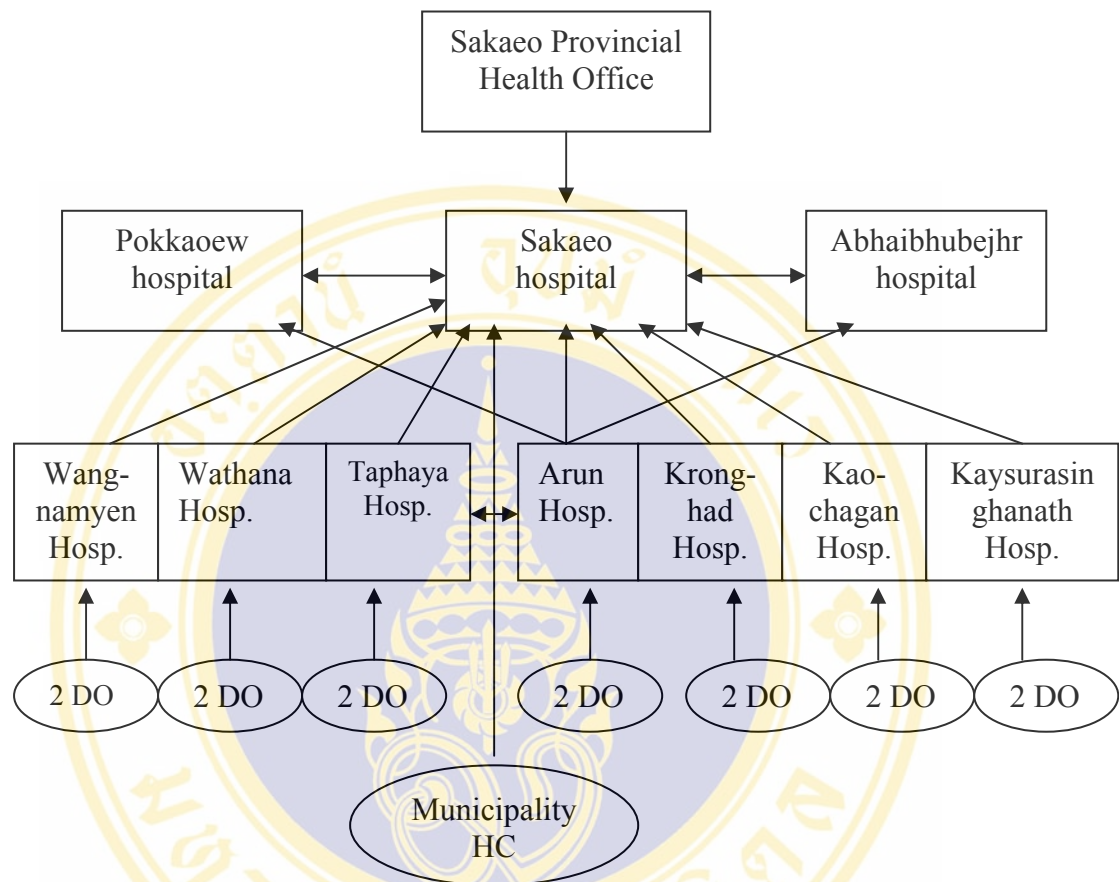 Sakaeo Provincial
Health Office
Pokkaoew
hospital
Sakaeo
hospital
Abhaibhubejhr
hospital
Wang-
namyen
Hosp.
Wathana
Hosp.
Taphaya
Hosp.
Arun
Hosp.
Krong-
had
Hosp.
Kao-
chagan
Hosp.
Kaysurasin
ghanath
Hosp.
2 DO
2 DO
2 DO
2 DO
2 DO
2 DO
2 DO
Municipality
HC